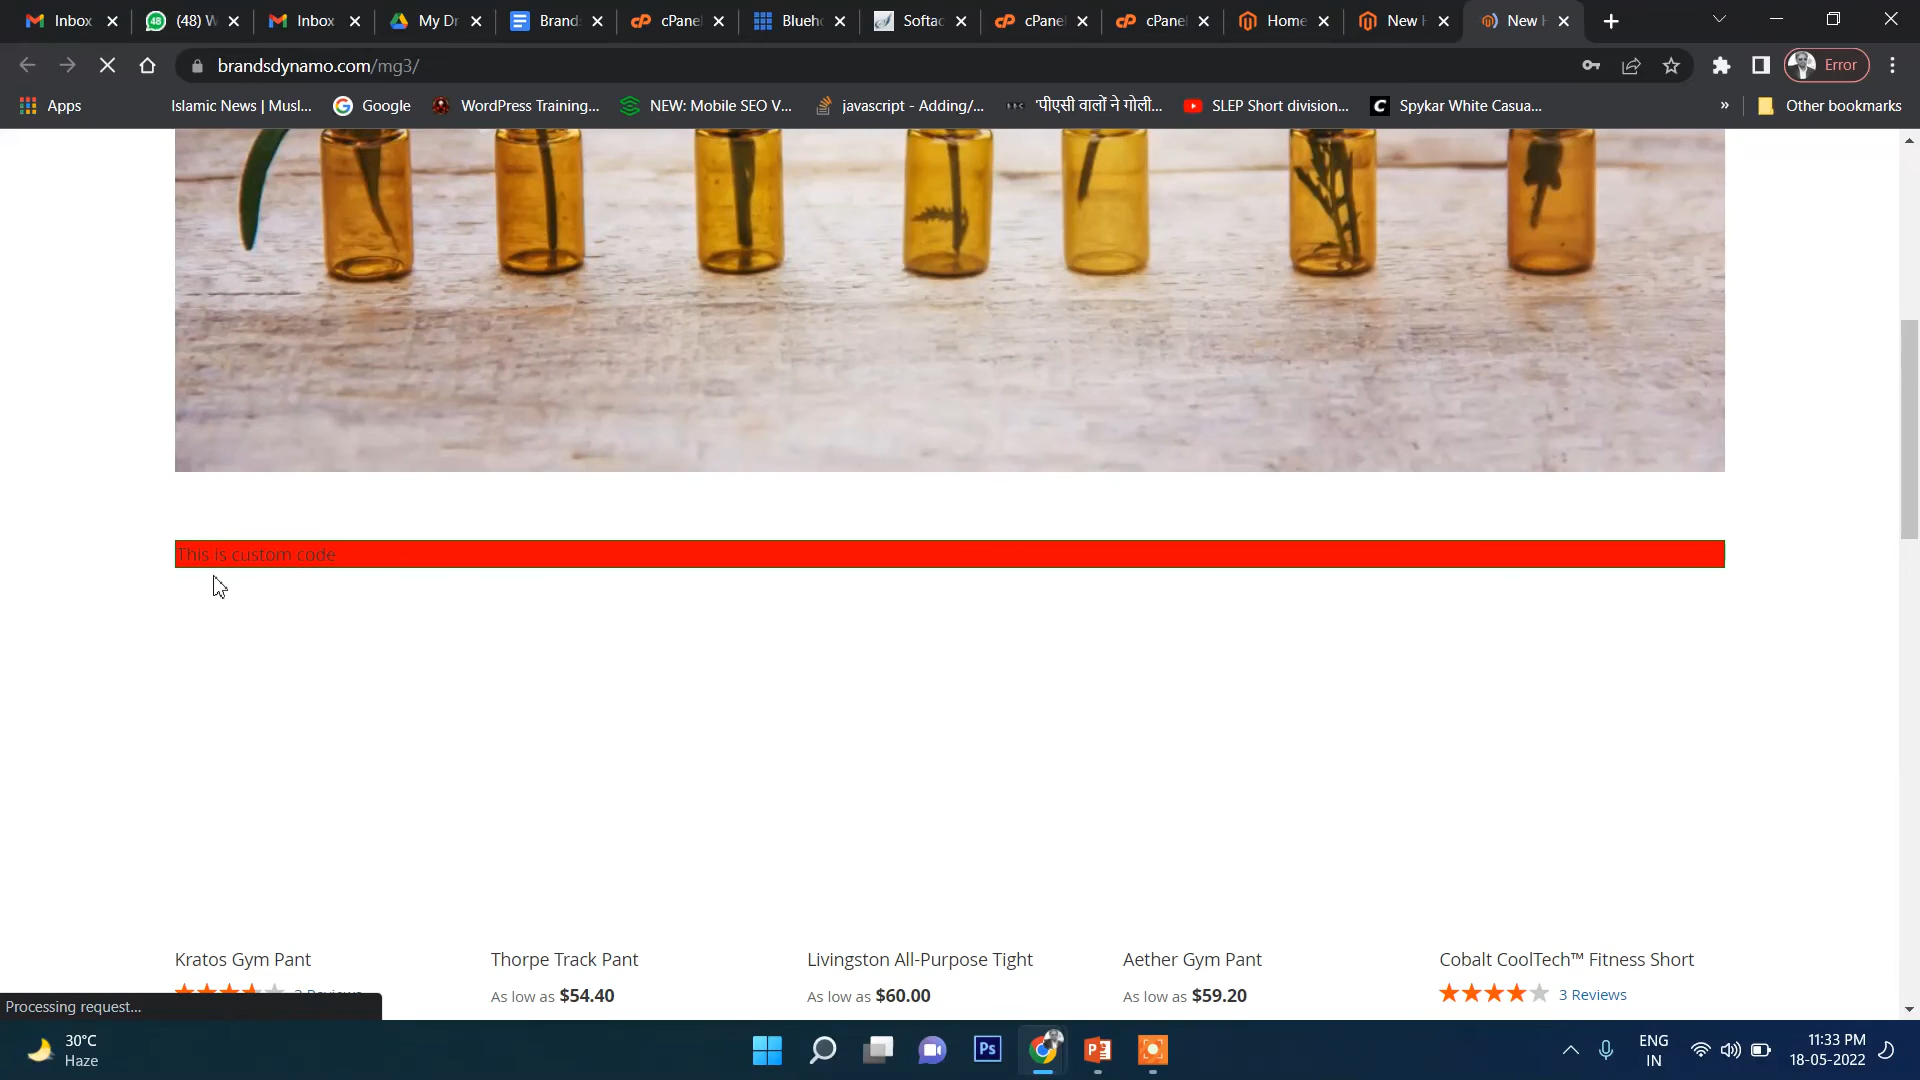 Inbox (48) W Inbox My Dr Brand: cPane Blueho Softac cPane cPane Home New H New H
brandsdynamo.com/mg3/ Error
Apps Islamic News | Musl... Google WordPress Training... NEW: Mobile SEO V... javascript - Adding/... 'पीएसी वालों ने गोली... SLEP Short division... Spykar White Casua... » Other bookmarks
This is custom code
Kratos Gym Pant Thorpe Track Pant Livingston All-Purpose Tight Aether Gym Pant Cobalt CoolTech™ Fitness Short
As low as $54.40 As low as $60.00 As low as $59.20 3 Reviews
Processing request...
30°C ENG 11:33 PM
Haze IN 18-05-2022